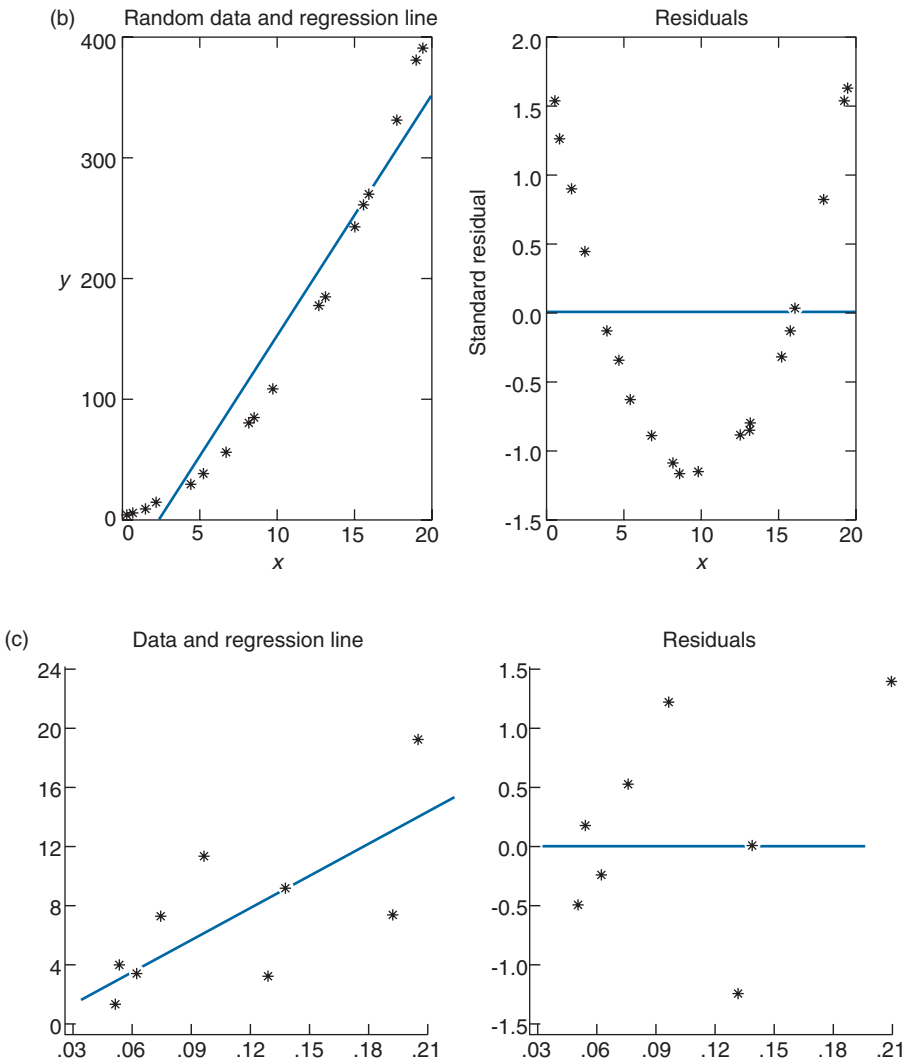 (b)
Random data and regression line
400
300
y
200
100
0
0 5 10 15 20
x
Residuals
2.0
1.5
1.0
0.5
Standard residual
0.0
-0.5
-1.0
-1.5
0 5 10 15 20
x
(c)
Data and regression line
24
20
16
12
8
4
0
.03 .06 .09 .12 .15 .18 .21
Residuals
1.5
1.0
0.5
0.0
-0.5
-1.0
-1.5
.03 .06 .09 .12 .15 .18 .21